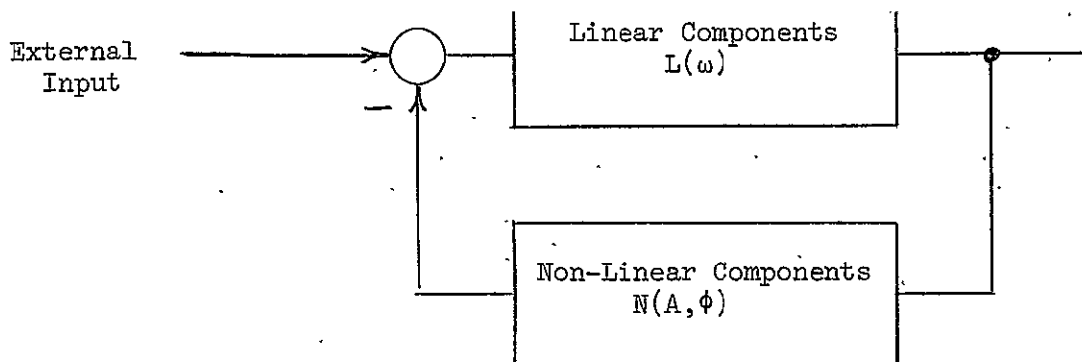 External
Input
Linear Components
L(ω)
−
Non-Linear Components
N(A,ϕ)